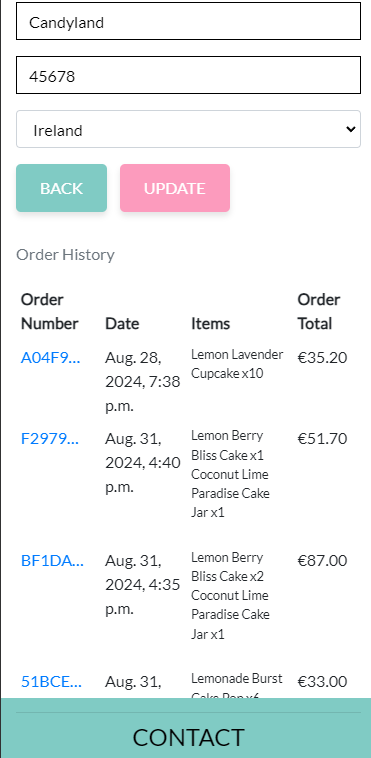 Candyland
45678
Ireland
BACK UPDATE
Order History
Order Number Date Items Order Total
A04F9... Aug. 28, 2024, 7:38 p.m. Lemon Lavender Cupcake x10 €35.20
F2979... Aug. 31, 2024, 4:40 p.m. Lemon Berry Bliss Cake x1 Coconut Lime Paradise Cake Jar x1 €51.70
BF1DA... Aug. 31, 2024, 4:35 p.m. Lemon Berry Bliss Cake x2 Coconut Lime Paradise Cake Jar x1 €87.00
51BCE... Aug. 31, Lemonade Burst Cake Pop x6 €33.00
CONTACT